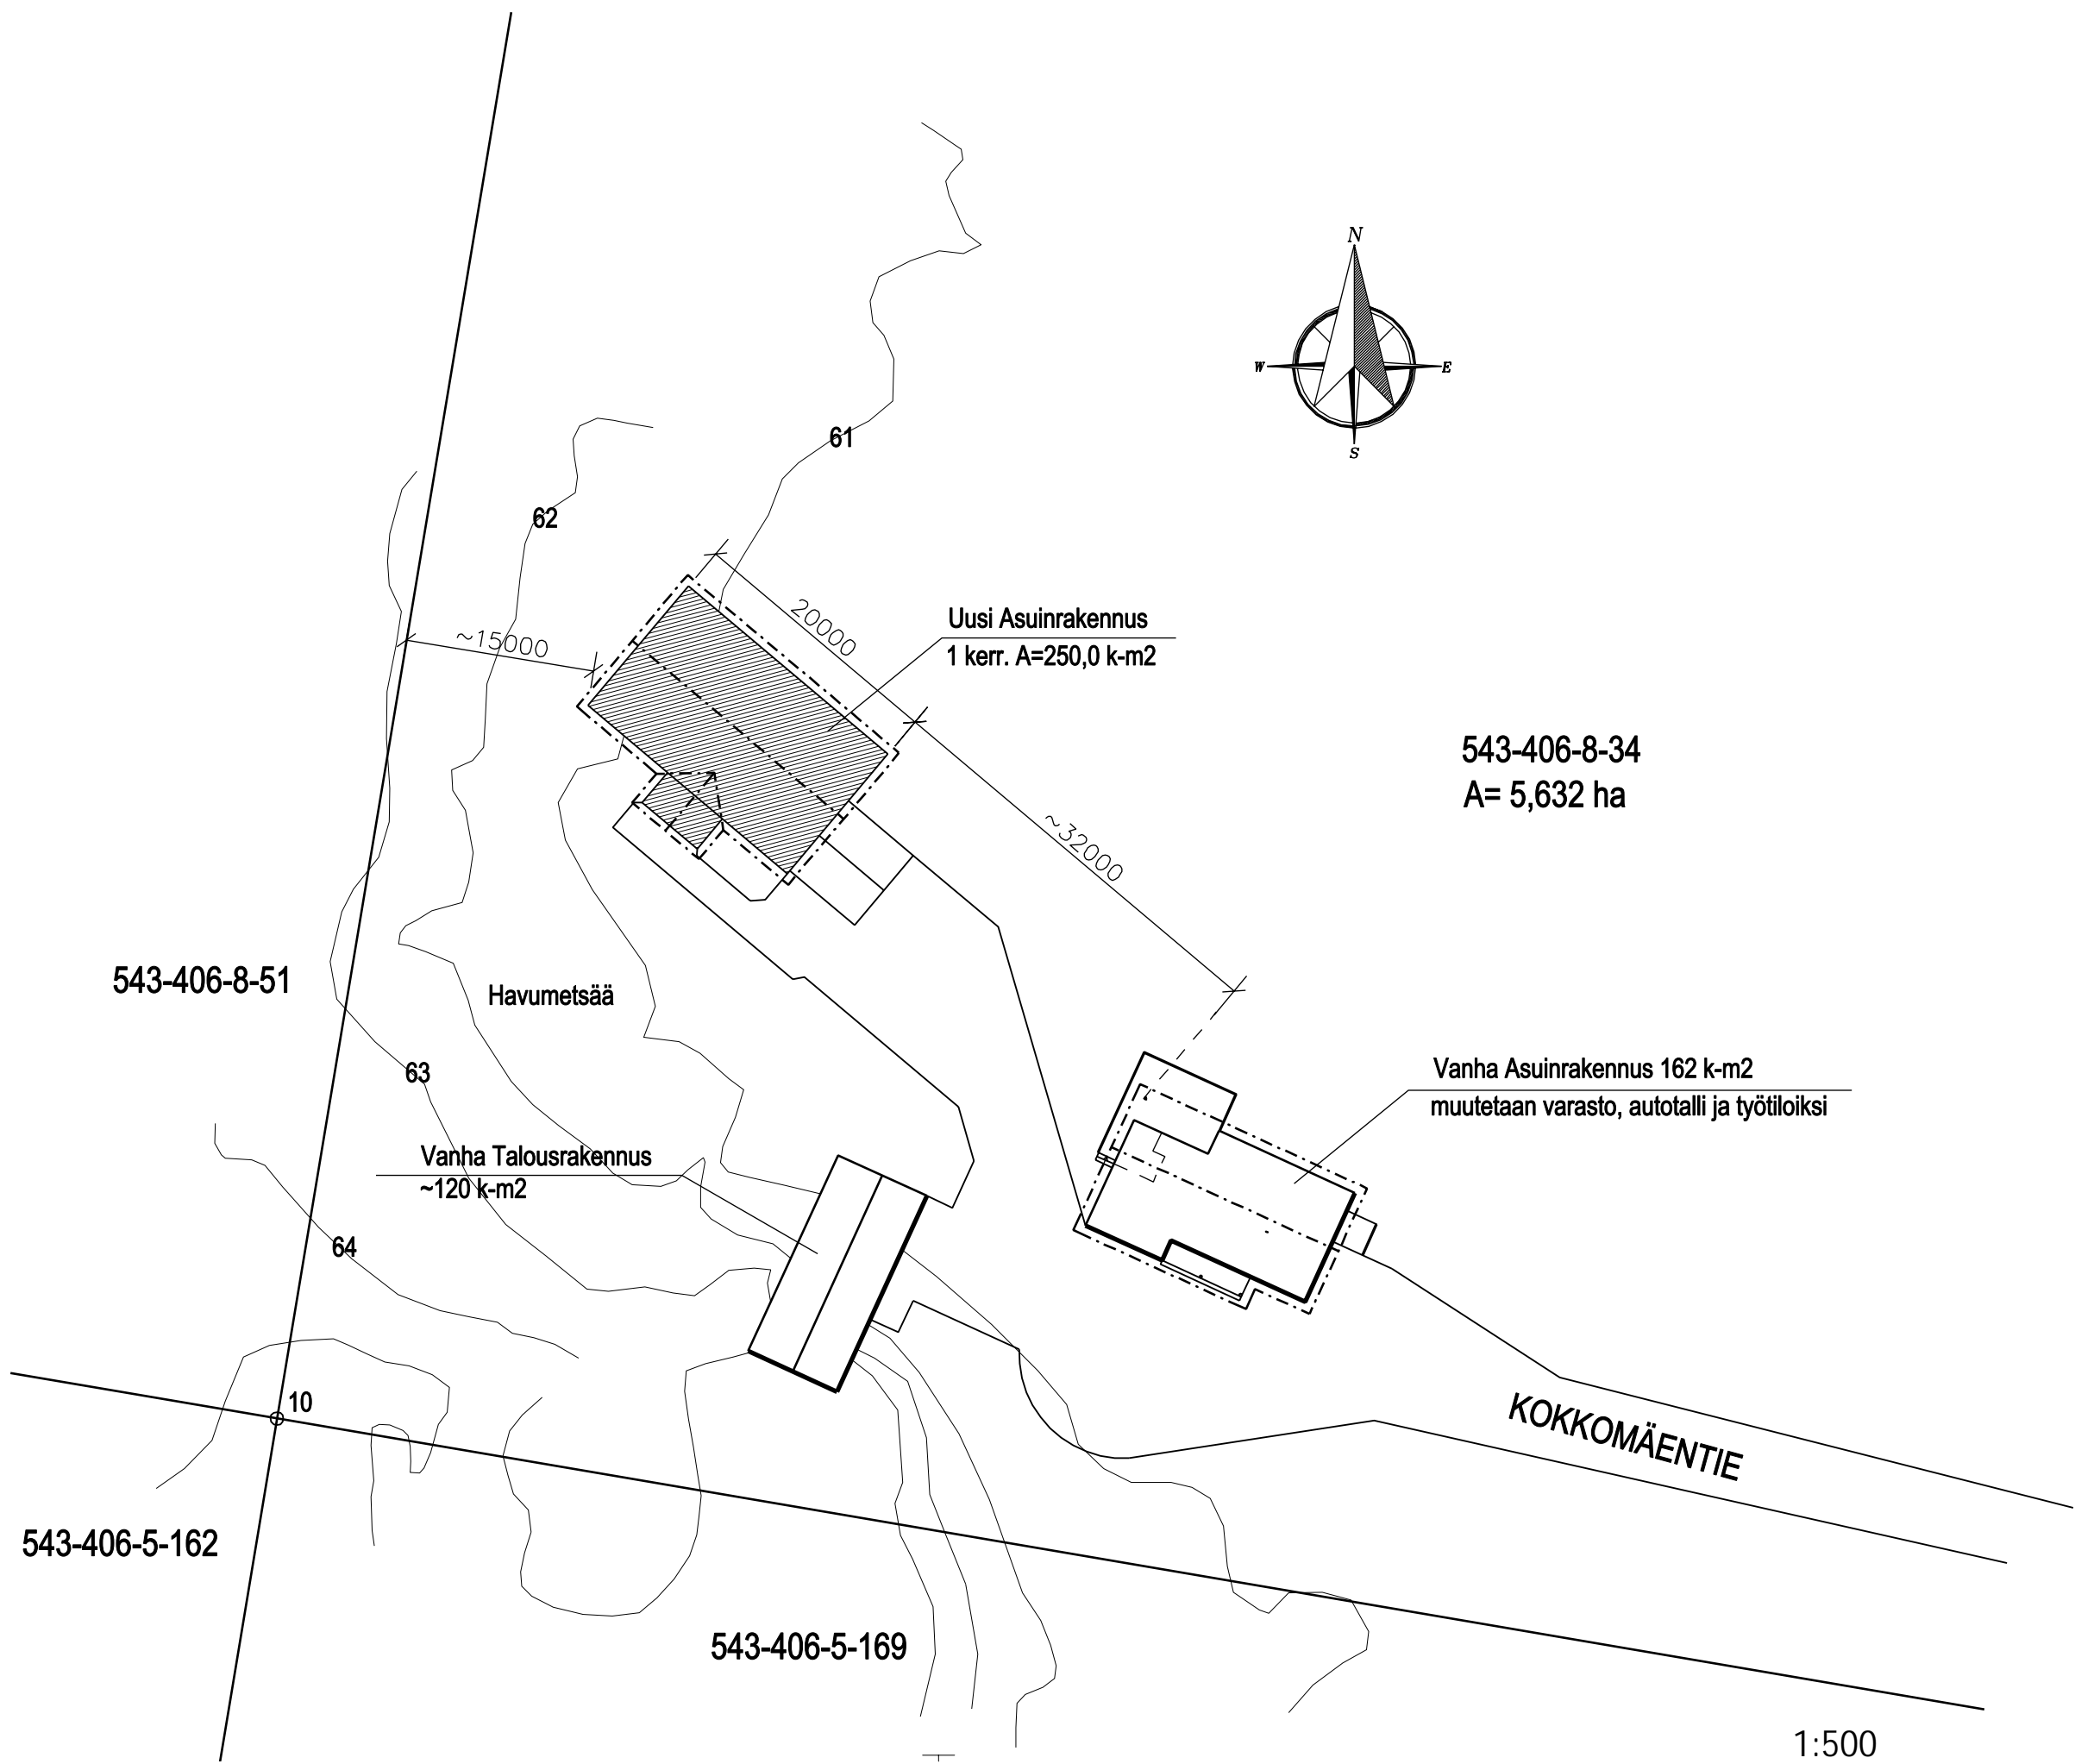 N
W
E
S
61
62
20000
~15000
Uusi Asuinrakennus
1 kerr. A=250,0 k-m2
543-406-8-34
A= 5,632 ha
~32000
543-406-8-51
Havumetsää
63
Vanha Asuinrakennus 162 k-m2
muutetaan varasto, autotalli ja työtiloiksi
Vanha Talousrakennus
~120 k-m2
64
10
KOKKOMÄENTIE
543-406-5-162
543-406-5-169
1:500